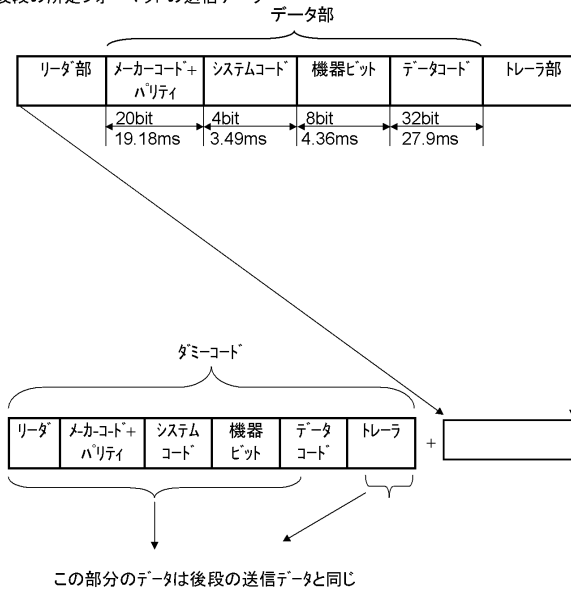 データ部
リーダ部 メーカーコード+ システムコード 機器ビット データコード トレーラ部
パリティ
20bit 4bit 8bit 32bit
19.18ms 3.49ms 4.36ms 27.9ms
ダミーコード
リーダ メーカーコード+ システム 機器 データ トレーラ
パリティ コード ビット コード
+
この部分のデータは後段の送信データと同じ